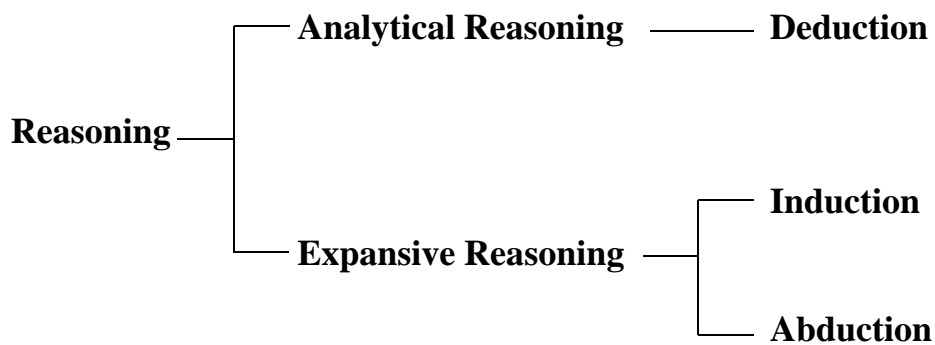 Analytical Reasoning
Deduction
Reasoning
Induction
Expansive Reasoning
Abduction